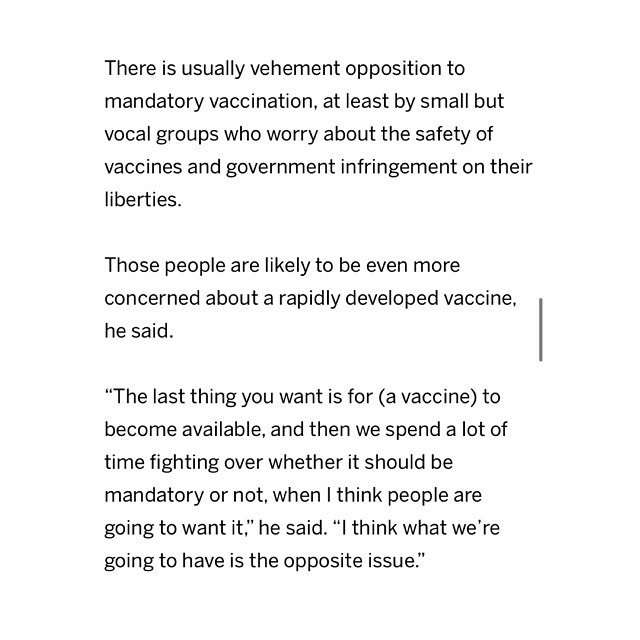 There is usually vehement opposition to
mandatory vaccination, at least by small but
vocal groups who worry about the safety of
vaccines and government infringement on their
liberties.
Those people are likely to be even more
concerned about a rapidly developed vaccine,
he said.
“The last thing you want is for (a vaccine) to
become available, and then we spend a lot of
time fighting over whether it should be
mandatory or not, when I think people are
going to want it,” he said. “I think what we’re
going to have is the opposite issue.”